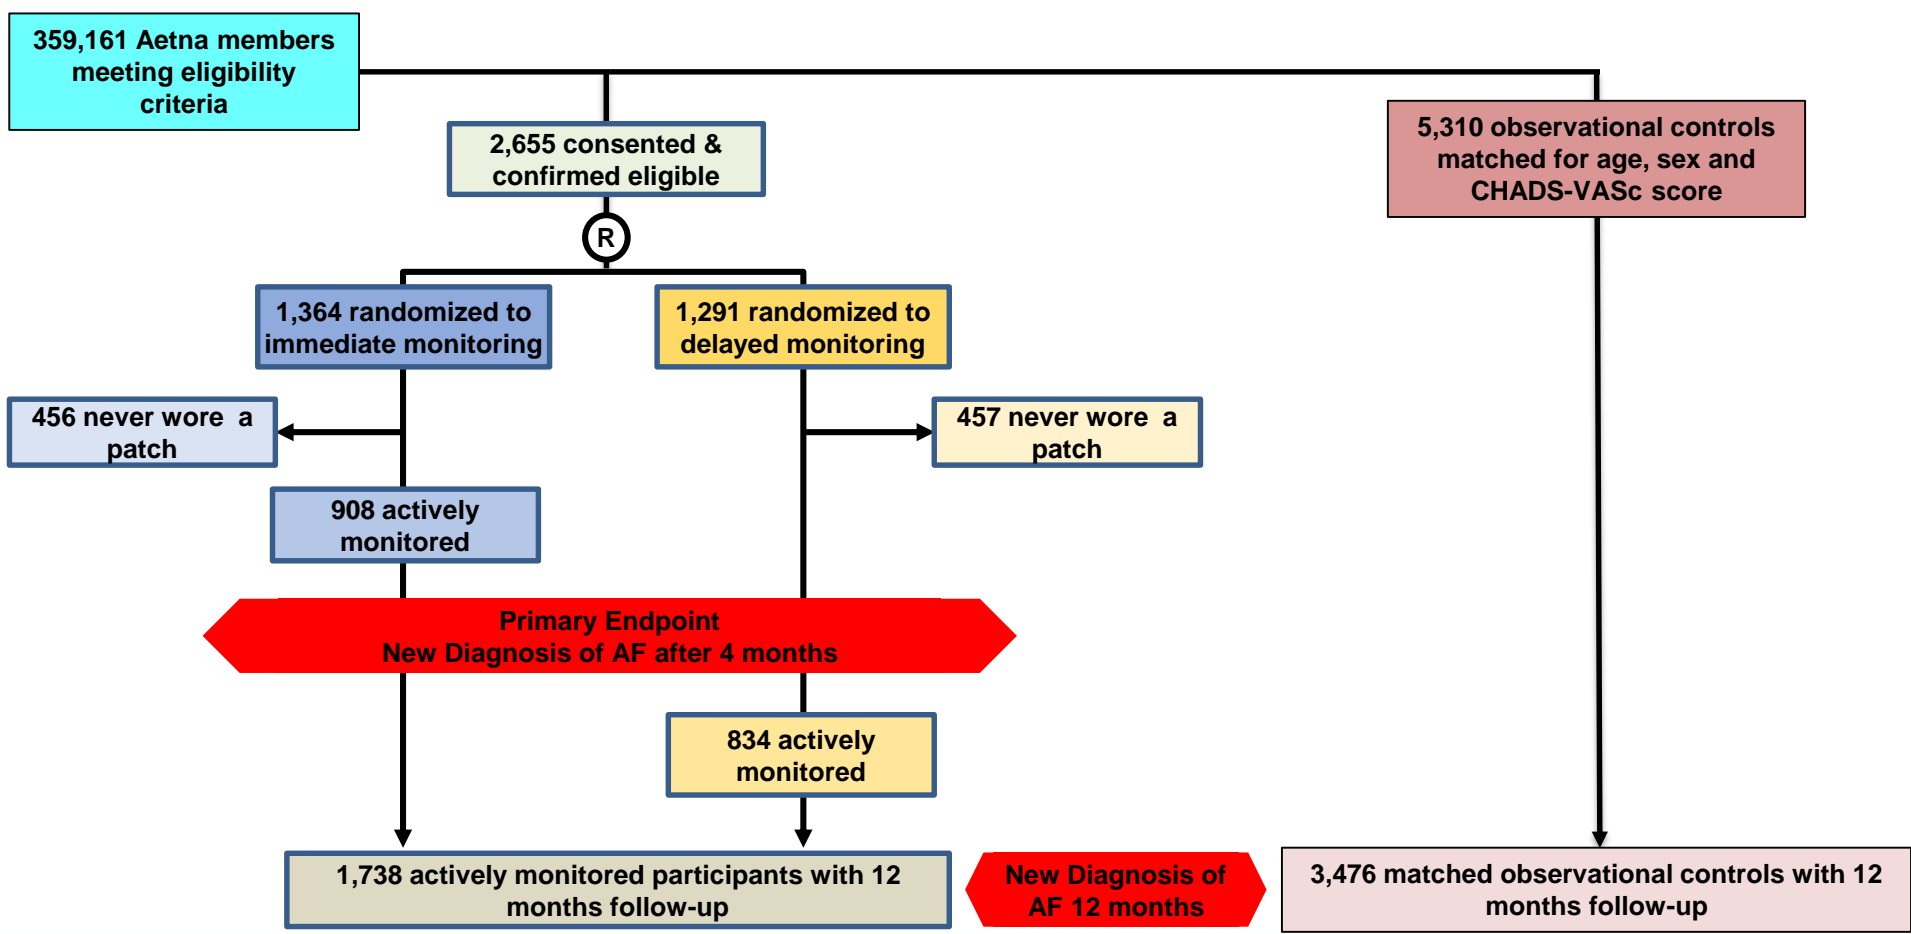 359,161 Aetna members
meeting eligibility
criteria
2,655 consented &
confirmed eligible
5,310 observational controls
matched for age, sex and
CHADS-VASc score
R
1,364 randomized to
immediate monitoring
1,291 randomized to
delayed monitoring
456 never wore a
patch
457 never wore a
patch
908 actively
monitored
Primary Endpoint
New Diagnosis of AF after 4 months
834 actively
monitored
1,738 actively monitored participants with 12
months follow-up
New Diagnosis of
AF 12 months
3,476 matched observational controls with 12
months follow-up